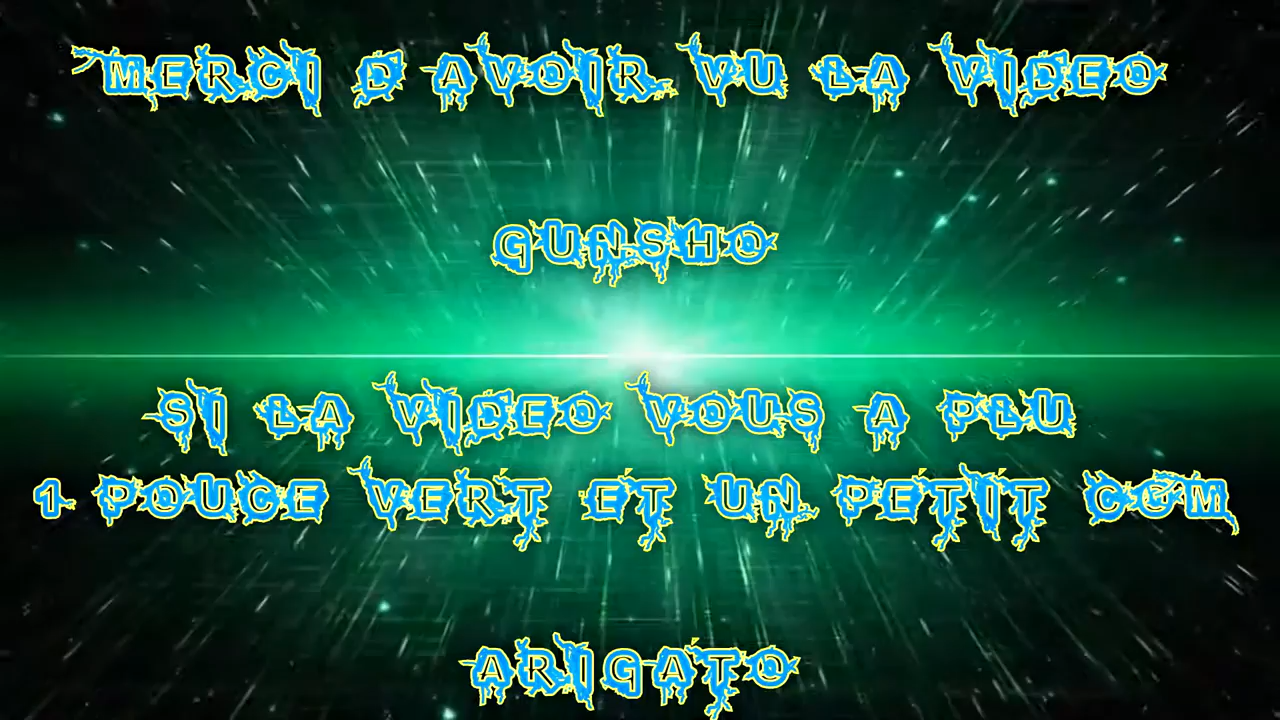 MERCI D AVOIR VU LA VIDEO
GUNSHO
SI LA VIDEO VOUS A PLU
1 POUCE VERT ET UN PETIT COM
ARIGATO